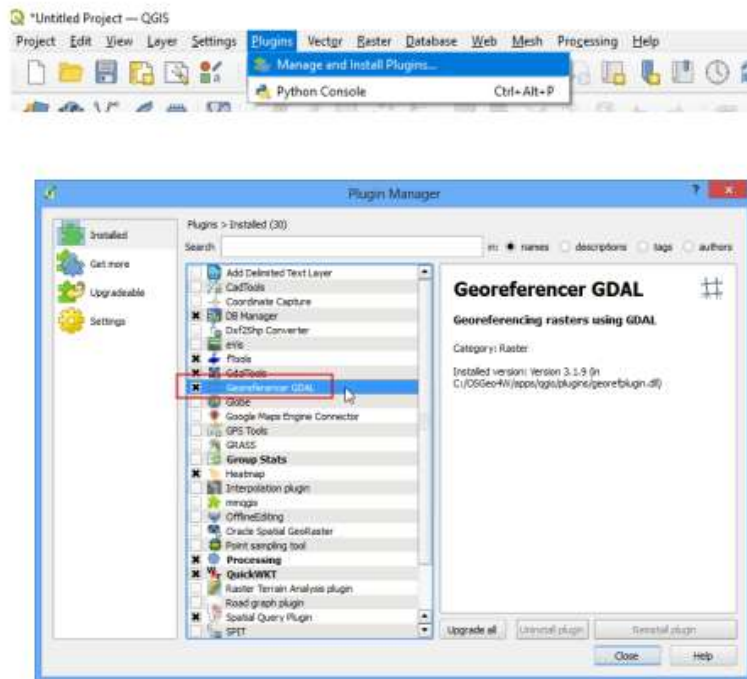 *Untitled Project — QGIS
Project Edit View Layer Settings Plugins Vector Raster Database Web Mesh Processing Help
Manage and Install Plugins...
Python Console Ctrl+Alt+P
Plugin Manager
?
Plugins > Installed (30)
Search in: names descriptions tags authors
Installed
Get more
Upgradeable
Settings
Add Delimited Text Layer
CadTools
Coordinate Capture
DB Manager
Dxf2Shp Converter
eVis
fTools
GdalTools
Georeferencer GDAL
Globe
Google Maps Engine Connector
GPS Tools
GRASS
Group Stats
Heatmap
Interpolation plugin
mmqgis
OfflineEditing
Oracle Spatial GeoRaster
Point sampling tool
Processing
QuickWKT
Raster Terrain Analysis plugin
Road graph plugin
Spatial Query Plugin
SPIT
Georeferencer GDAL
Georeferencing rasters using GDAL
Category: Raster
Installed version: Version 3.1.9 (in
C:/OSGeo4W/apps/qgis/plugins/georefplugin.dll)
Upgrade all Uninstall plugin Reinstall plugin
Close Help